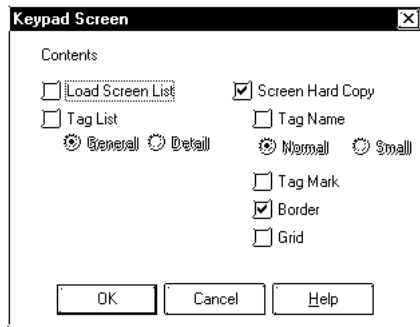 Keypad Screen
Contents
Load Screen List
Screen Hard Copy
Tag List
Tag Name
General Detail
Normal Small
Tag Mark
Border
Grid
OK Cancel Help